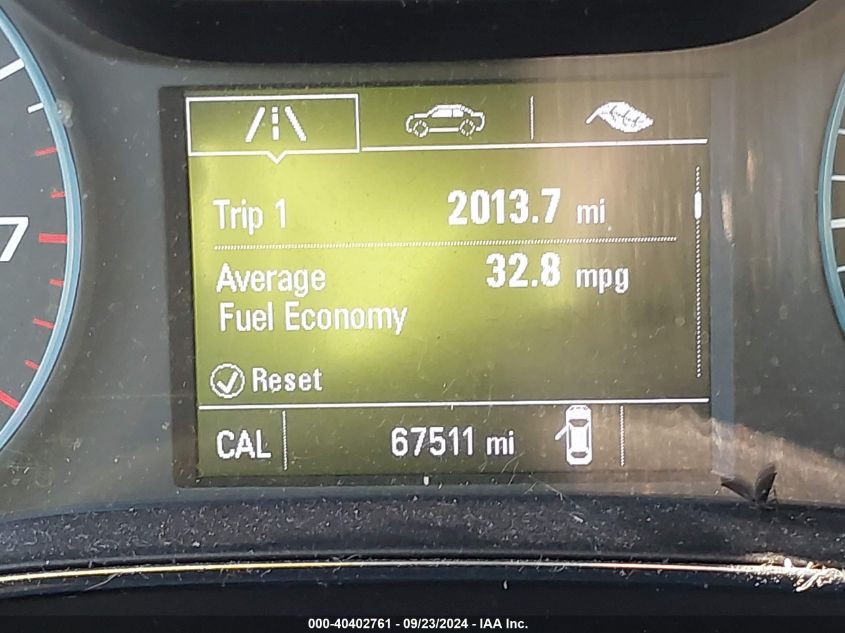 7
Trip 1 2013.7 mi
Average 32.8 mpg
Fuel Economy
Reset
CAL 67511 mi
000-40402761 - 09/23/2024 - IAA Inc.